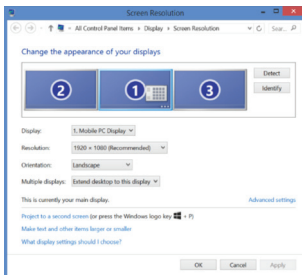 Screen Resolution
« All Control Panel Items › Display › Screen Resolution
Change the appearance of your displays
2
1
3
Detect
Identify
Display: 1. Mobile PC Display
Resolution: 1920 × 1080 (Recommended)
Orientation: Landscape
Multiple displays: Extend desktop to this display
This is currently your main display.
Advanced settings
Project to a second screen (or press the Windows logo key + P)
Make text and other items larger or smaller
What display settings should I choose?
OK Cancel Apply